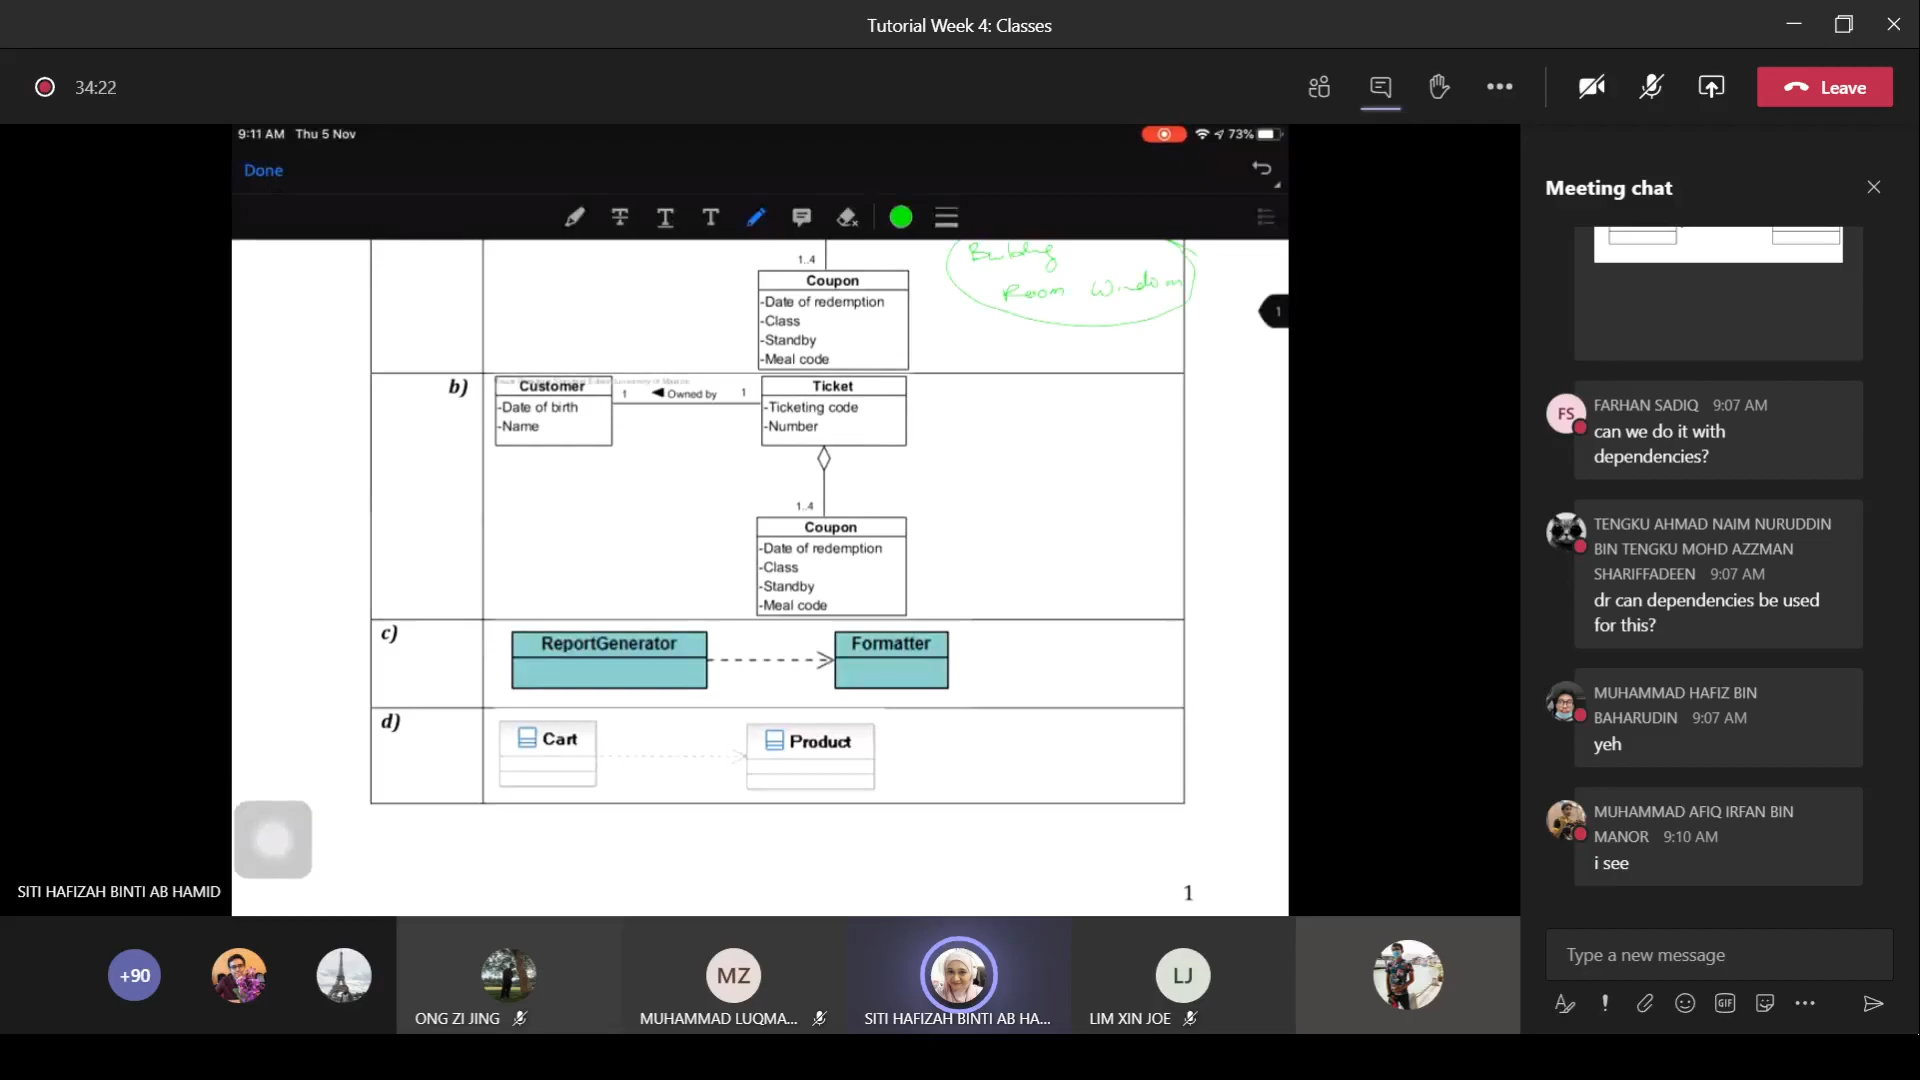 Tutorial Week 4: Classes
34:22
Leave
9:11 AM Thu 5 Nov
73%
Done
Building
Room Window
1
1..4
Coupon
-Date of redemption
-Class
-Standby
-Meal code
b)
Customer
-Date of birth
-Name
1
Owned by
1
Ticket
-Ticketing code
-Number
1..4
Coupon
-Date of redemption
-Class
-Standby
-Meal code
c)
ReportGenerator
Formatter
d)
Cart
Product
1
SITI HAFIZAH BINTI AB HAMID
Meeting chat
FS
FARHAN SADIQ 9:07 AM
can we do it with
dependencies?
TENGKU AHMAD NAIM NURUDDIN
BIN TENGKU MOHD AZZMAN
SHARIFFADEEN 9:07 AM
dr can dependencies be used
for this?
MUHAMMAD HAFIZ BIN
BAHARUDIN 9:07 AM
yeh
MUHAMMAD AFIQ IRFAN BIN
MANOR 9:10 AM
i see
Type a new message
GIF
+90
ONG ZI JING
MZ
MUHAMMAD LUQMA...
SITI HAFIZAH BINTI AB HA...
LJ
LIM XIN JOE